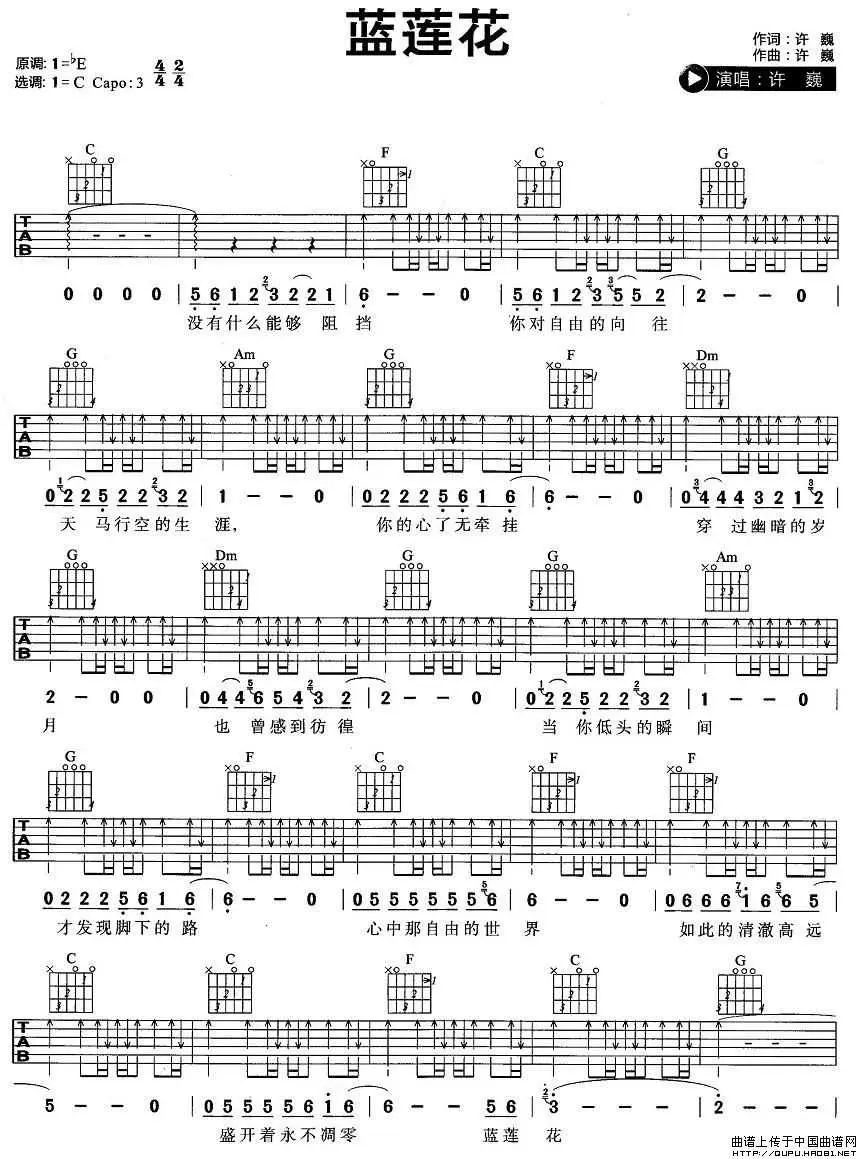 蓝莲花
作词：许 巍
作曲：许 巍
演唱：许 巍
原调：1=♭E 4/4 2/4
选调：1=C Capo:3
C F C G
T A B
0 0 0 0 | 5 6 1 2 3 2 2 1 | 6 - - 0 | 5 6 1 2 3 5 5 2 | 2 - - 0 |
没有什么能够 阻 挡 你对自由的向 往
G Am G F Dm
T A B
0 2 2 5 2 2 3 2 | 1 - - 0 | 0 2 2 2 5 6 1 6 | 6 - - 0 | 0 4 4 4 3 2 1 2 |
天 马行空的生 涯, 你的心了无牵挂 穿 过幽暗的岁
G Dm G G Am
T A B
2 - 0 0 | 0 4 4 6 5 4 3 2 | 2 - - 0 | 0 2 2 5 2 2 3 2 | 1 - - 0 |
月 也 曾感到彷徨 当 你低头的瞬 间
G F C F F
T A B
0 2 2 2 5 6 1 6 | 6 - - 0 | 0 5 5 5 5 5 5 6 | 6 - - 0 | 0 6 6 6 1 6 6 5 |
才发现脚下的 路 心中那自由的世 界 如此的清澈高 远
C C F C G
T A B
5 - - 0 | 0 5 5 5 5 6 1 6 | 6 - - 5 6 | 3 - - - | 2 - - - |
盛开着永不凋零 蓝莲 花
曲谱上传于中国曲谱网
HTTP://QUPU.HAO81.NET